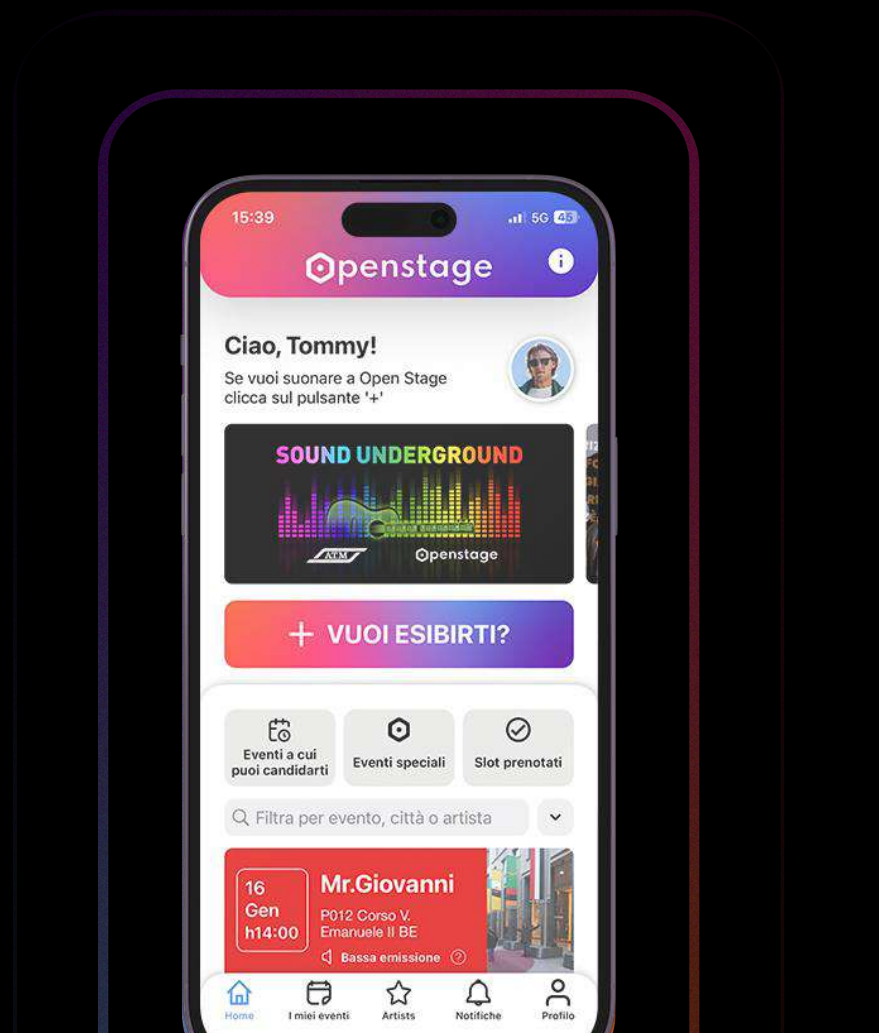 15:39
5G 45
Openstage
Ciao, Tommy!
Se vuoi suonare a Open Stage
clicca sul pulsante '+'
SOUND UNDERGROUND
ATM Openstage
+ VUOI ESIBIRTI?
Eventi a cui
puoi candidarti
Eventi speciali
Slot prenotati
Filtra per evento, città o artista
16
Gen
h14:00
Mr.Giovanni
P012 Corso V.
Emanuele II BE
Bassa emissione ?
Home
I miei eventi
Artists
Notifiche
Profilo